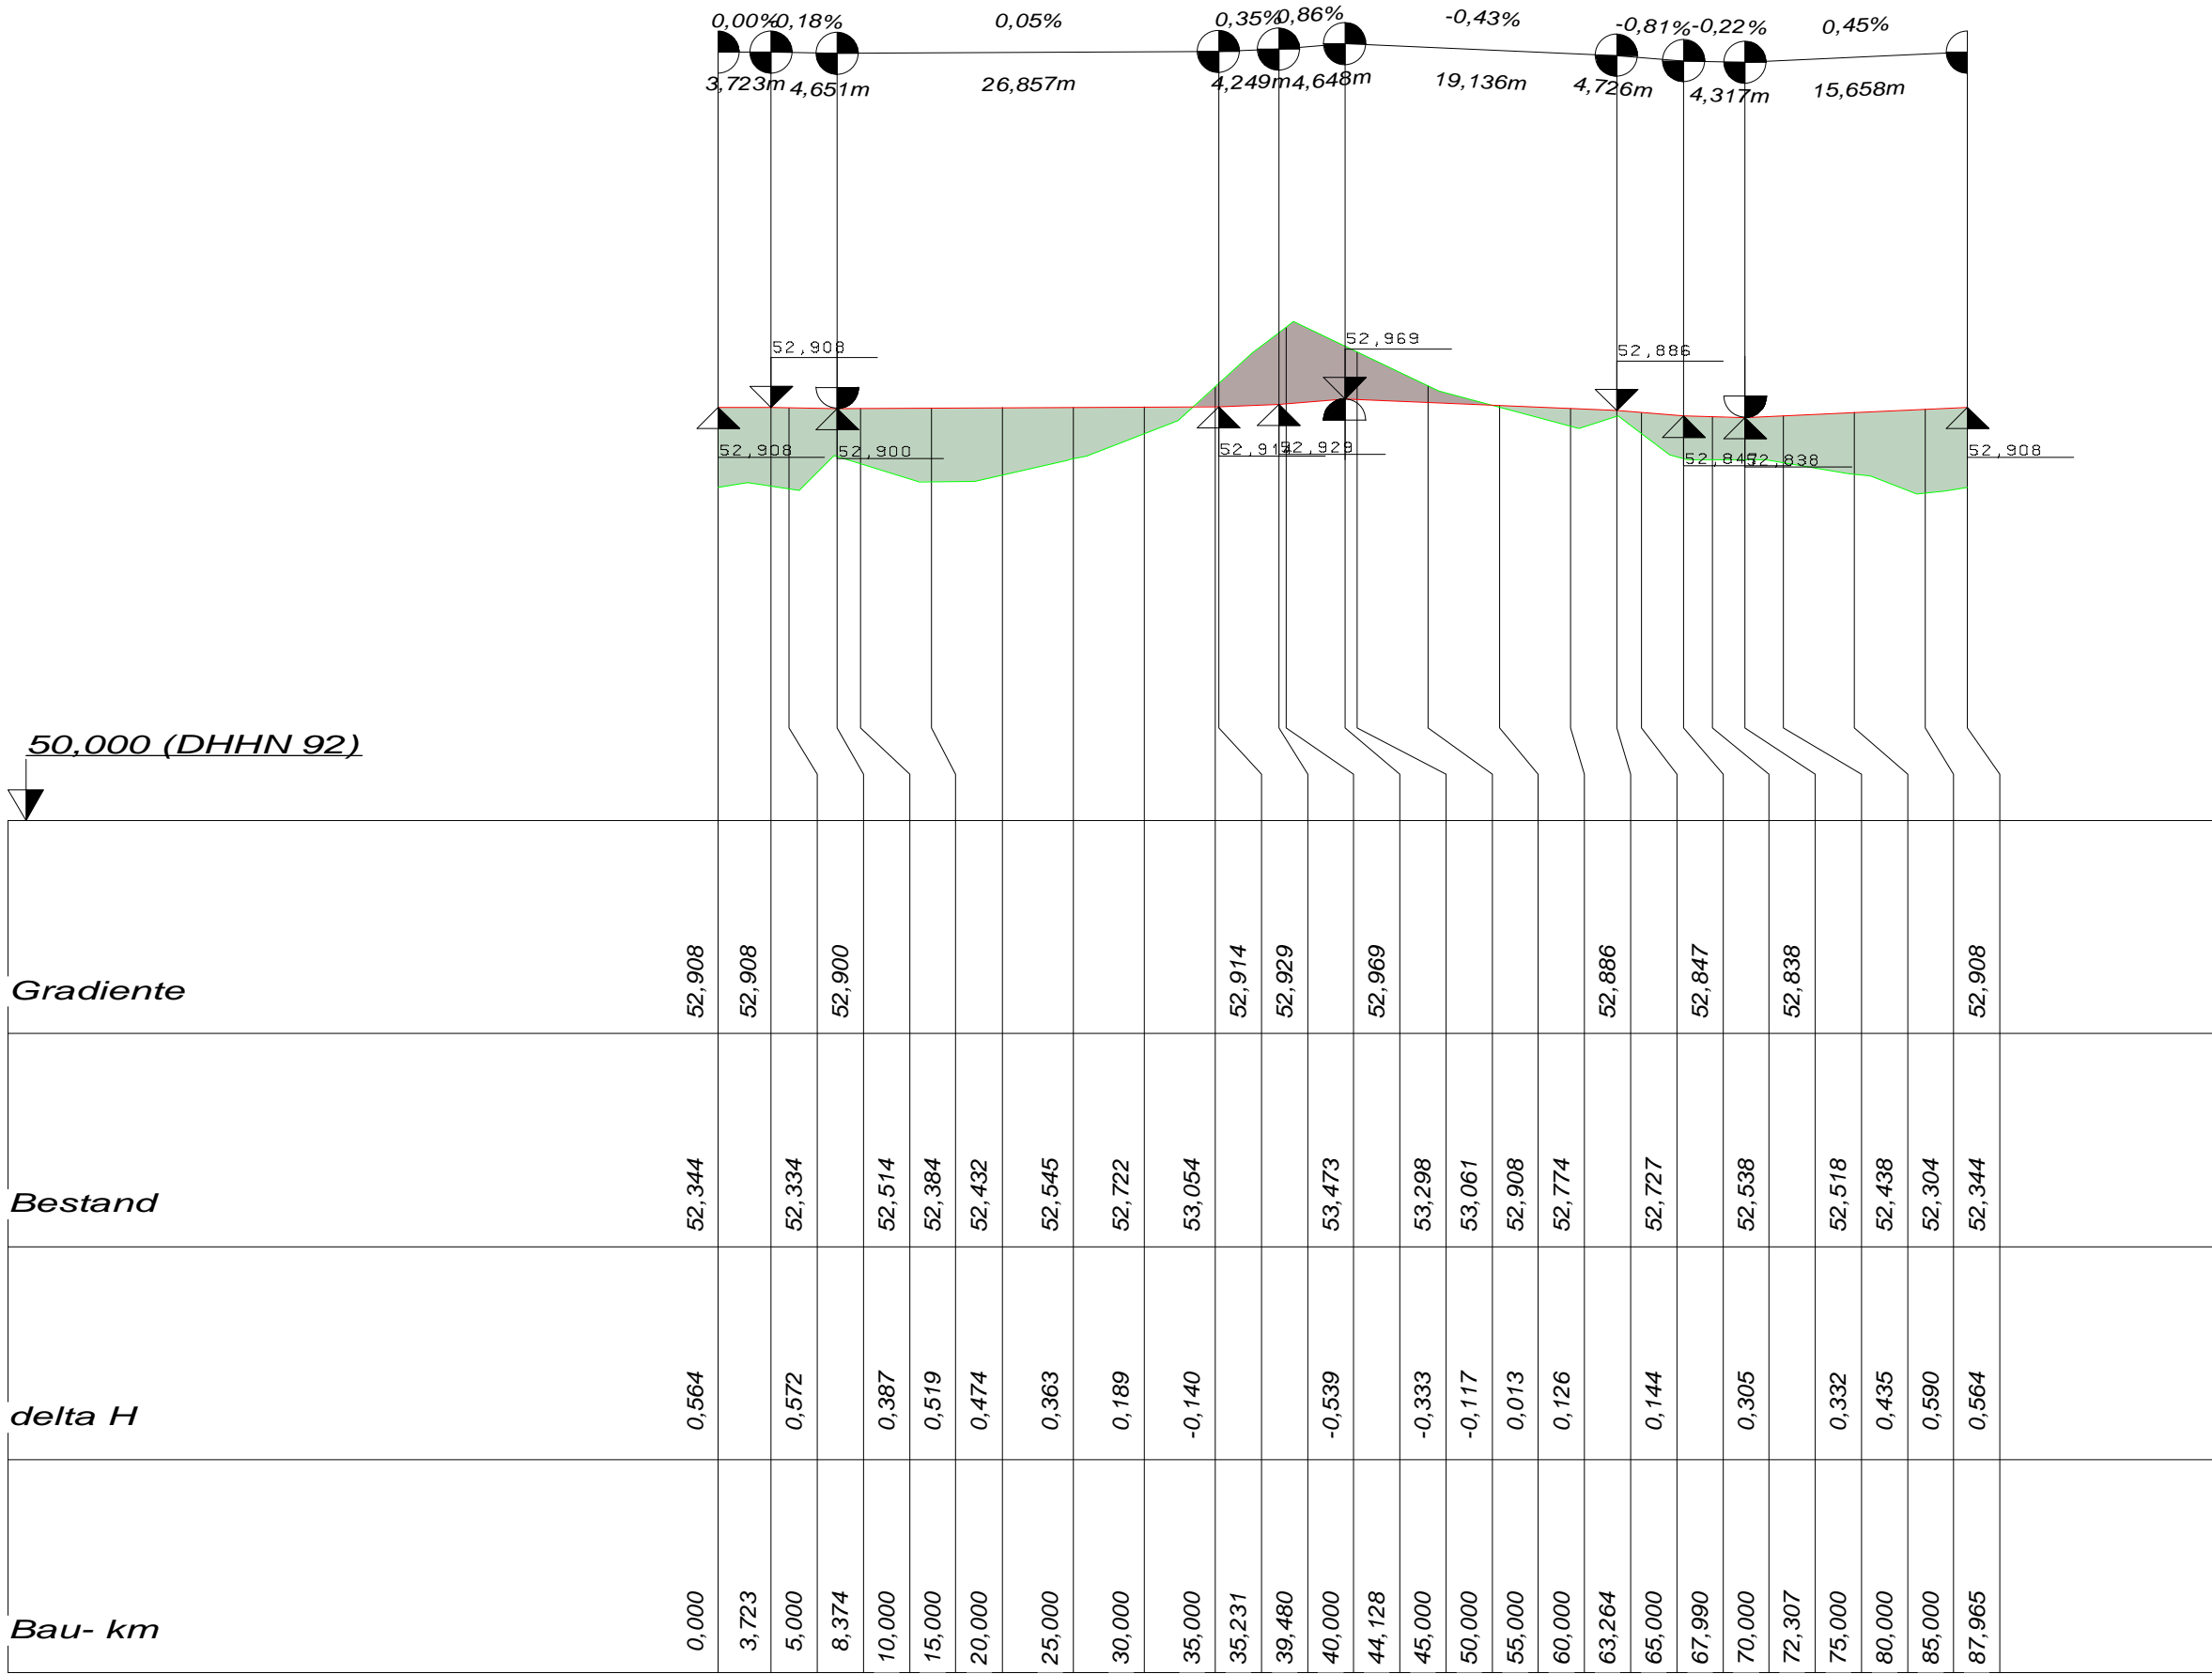 0,00% -0,18% 0,05% 0,35% 0,86% -0,43% -0,81% -0,22% 0,45%
3,723m 4,651m 26,857m 4,249m 4,648m 19,136m 4,726m 4,317m 15,658m
52,908 52,969 52,886
52,908 52,900 52,914 52,929 52,847 52,838 52,908
50,000 (DHHN 92)
Gradiente 52,908 52,908 52,900 52,914 52,929 52,969 52,886 52,847 52,838 52,908
Bestand 52,344 52,334 52,514 52,384 52,432 52,545 52,722 53,054 53,473 53,298 53,061 52,908 52,774 52,727 52,538 52,518 52,438 52,304 52,344
delta H 0,564 0,572 0,387 0,519 0,474 0,363 0,189 -0,140 -0,539 -0,333 -0,117 0,013 0,126 0,144 0,305 0,332 0,435 0,590 0,564
Bau- km 0,000 3,723 5,000 8,374 10,000 15,000 20,000 25,000 30,000 35,000 35,231 39,480 40,000 44,128 45,000 50,000 55,000 60,000 63,264 65,000 67,990 70,000 72,307 75,000 80,000 85,000 87,965